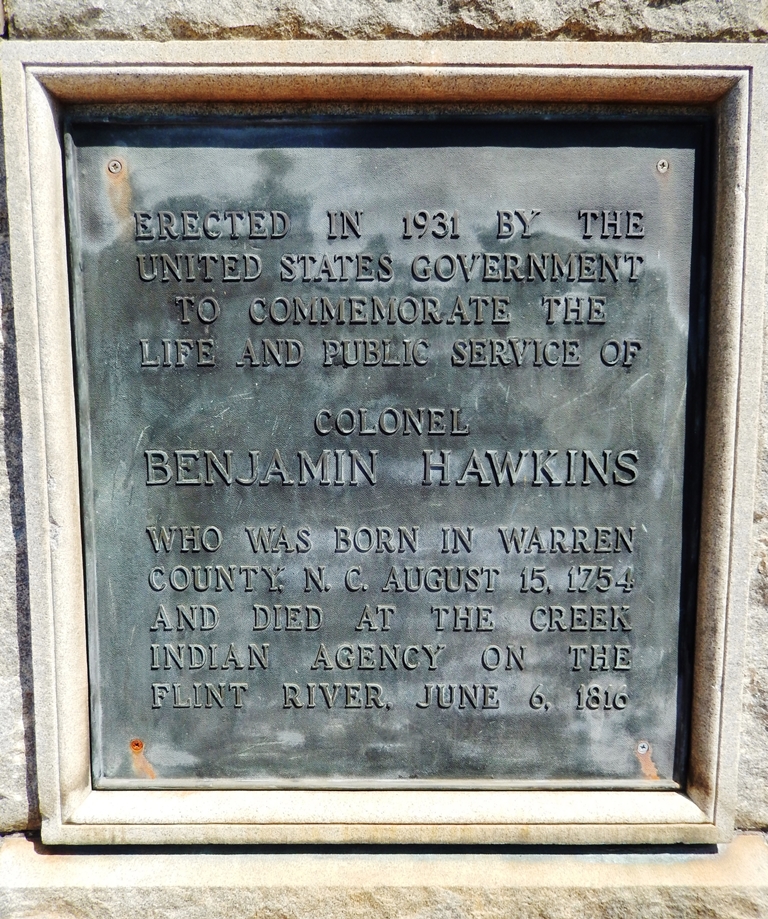 ERECTED IN 1931 BY THE
UNITED STATES GOVERNMENT
TO COMMEMORATE THE
LIFE AND PUBLIC SERVICE OF
COLONEL
BENJAMIN HAWKINS
WHO WAS BORN IN WARREN
COUNTY, N. C. AUGUST 15, 1754
AND DIED AT THE CREEK
INDIAN AGENCY ON THE
FLINT RIVER, JUNE 6, 1816